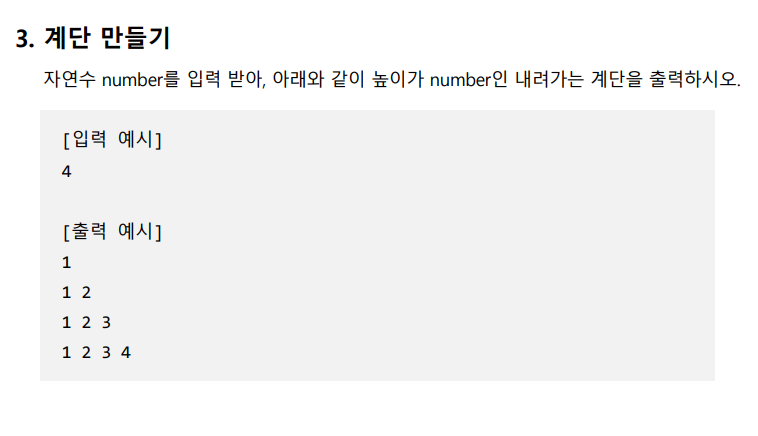 3. 계단 만들기
자연수 number를 입력 받아, 아래와 같이 높이가 number인 내려가는 계단을 출력하시오.
[입력 예시]
4
[출력 예시]
1
1 2
1 2 3
1 2 3 4